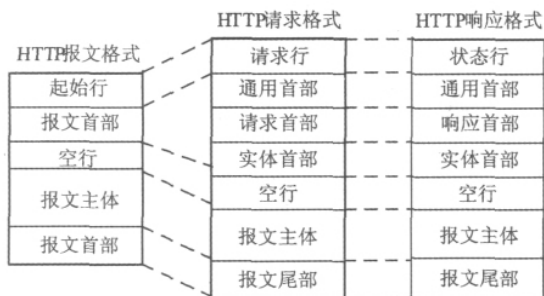 HTTP报文格式
起始行
报文首部
空行
报文主体
报文首部
HTTP请求格式
请求行
通用首部
请求首部
实体首部
空行
报文主体
报文尾部
HTTP响应格式
状态行
通用首部
响应首部
实体首部
空行
报文主体
报文尾部